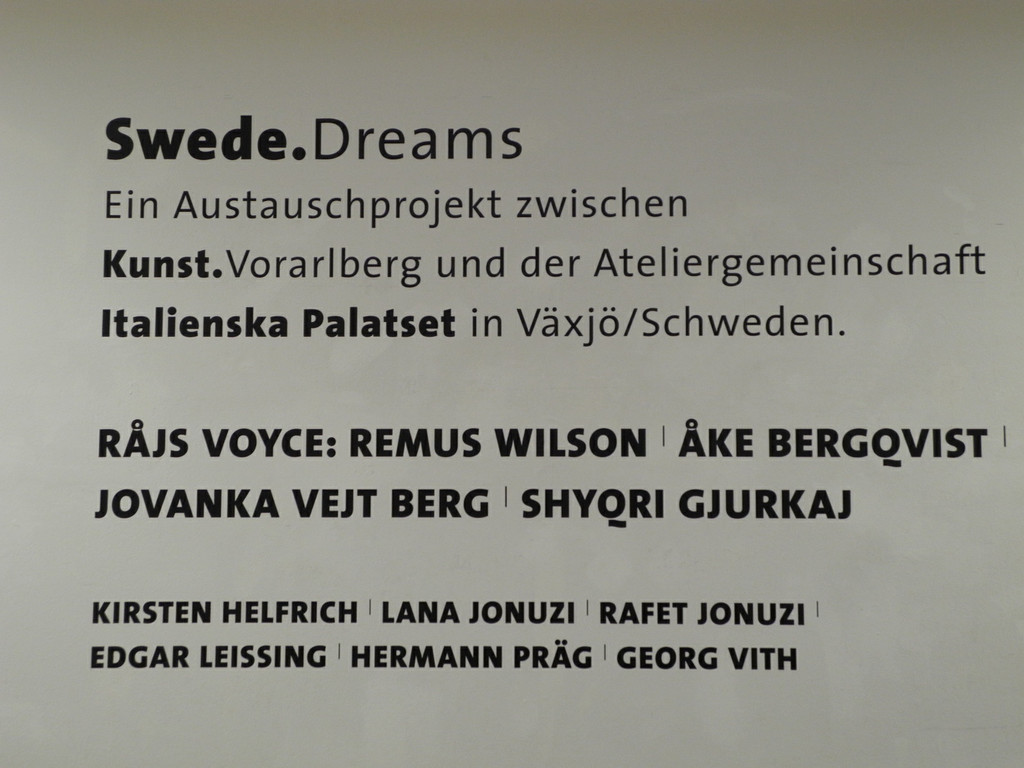 Swede.Dreams
Ein Austauschprojekt zwischen
Kunst.Vorarlberg und der Ateliergemeinschaft
Italienska Palatset in Växjö/Schweden.
RÅJS VOYCE: REMUS WILSON | ÅKE BERGQVIST |
JOVANKA VEJT BERG | SHYQRI GJURKAJ
KIRSTEN HELFRICH | LANA JONUZI | RAFET JONUZI |
EDGAR LEISSING | HERMANN PRÄG | GEORG VITH